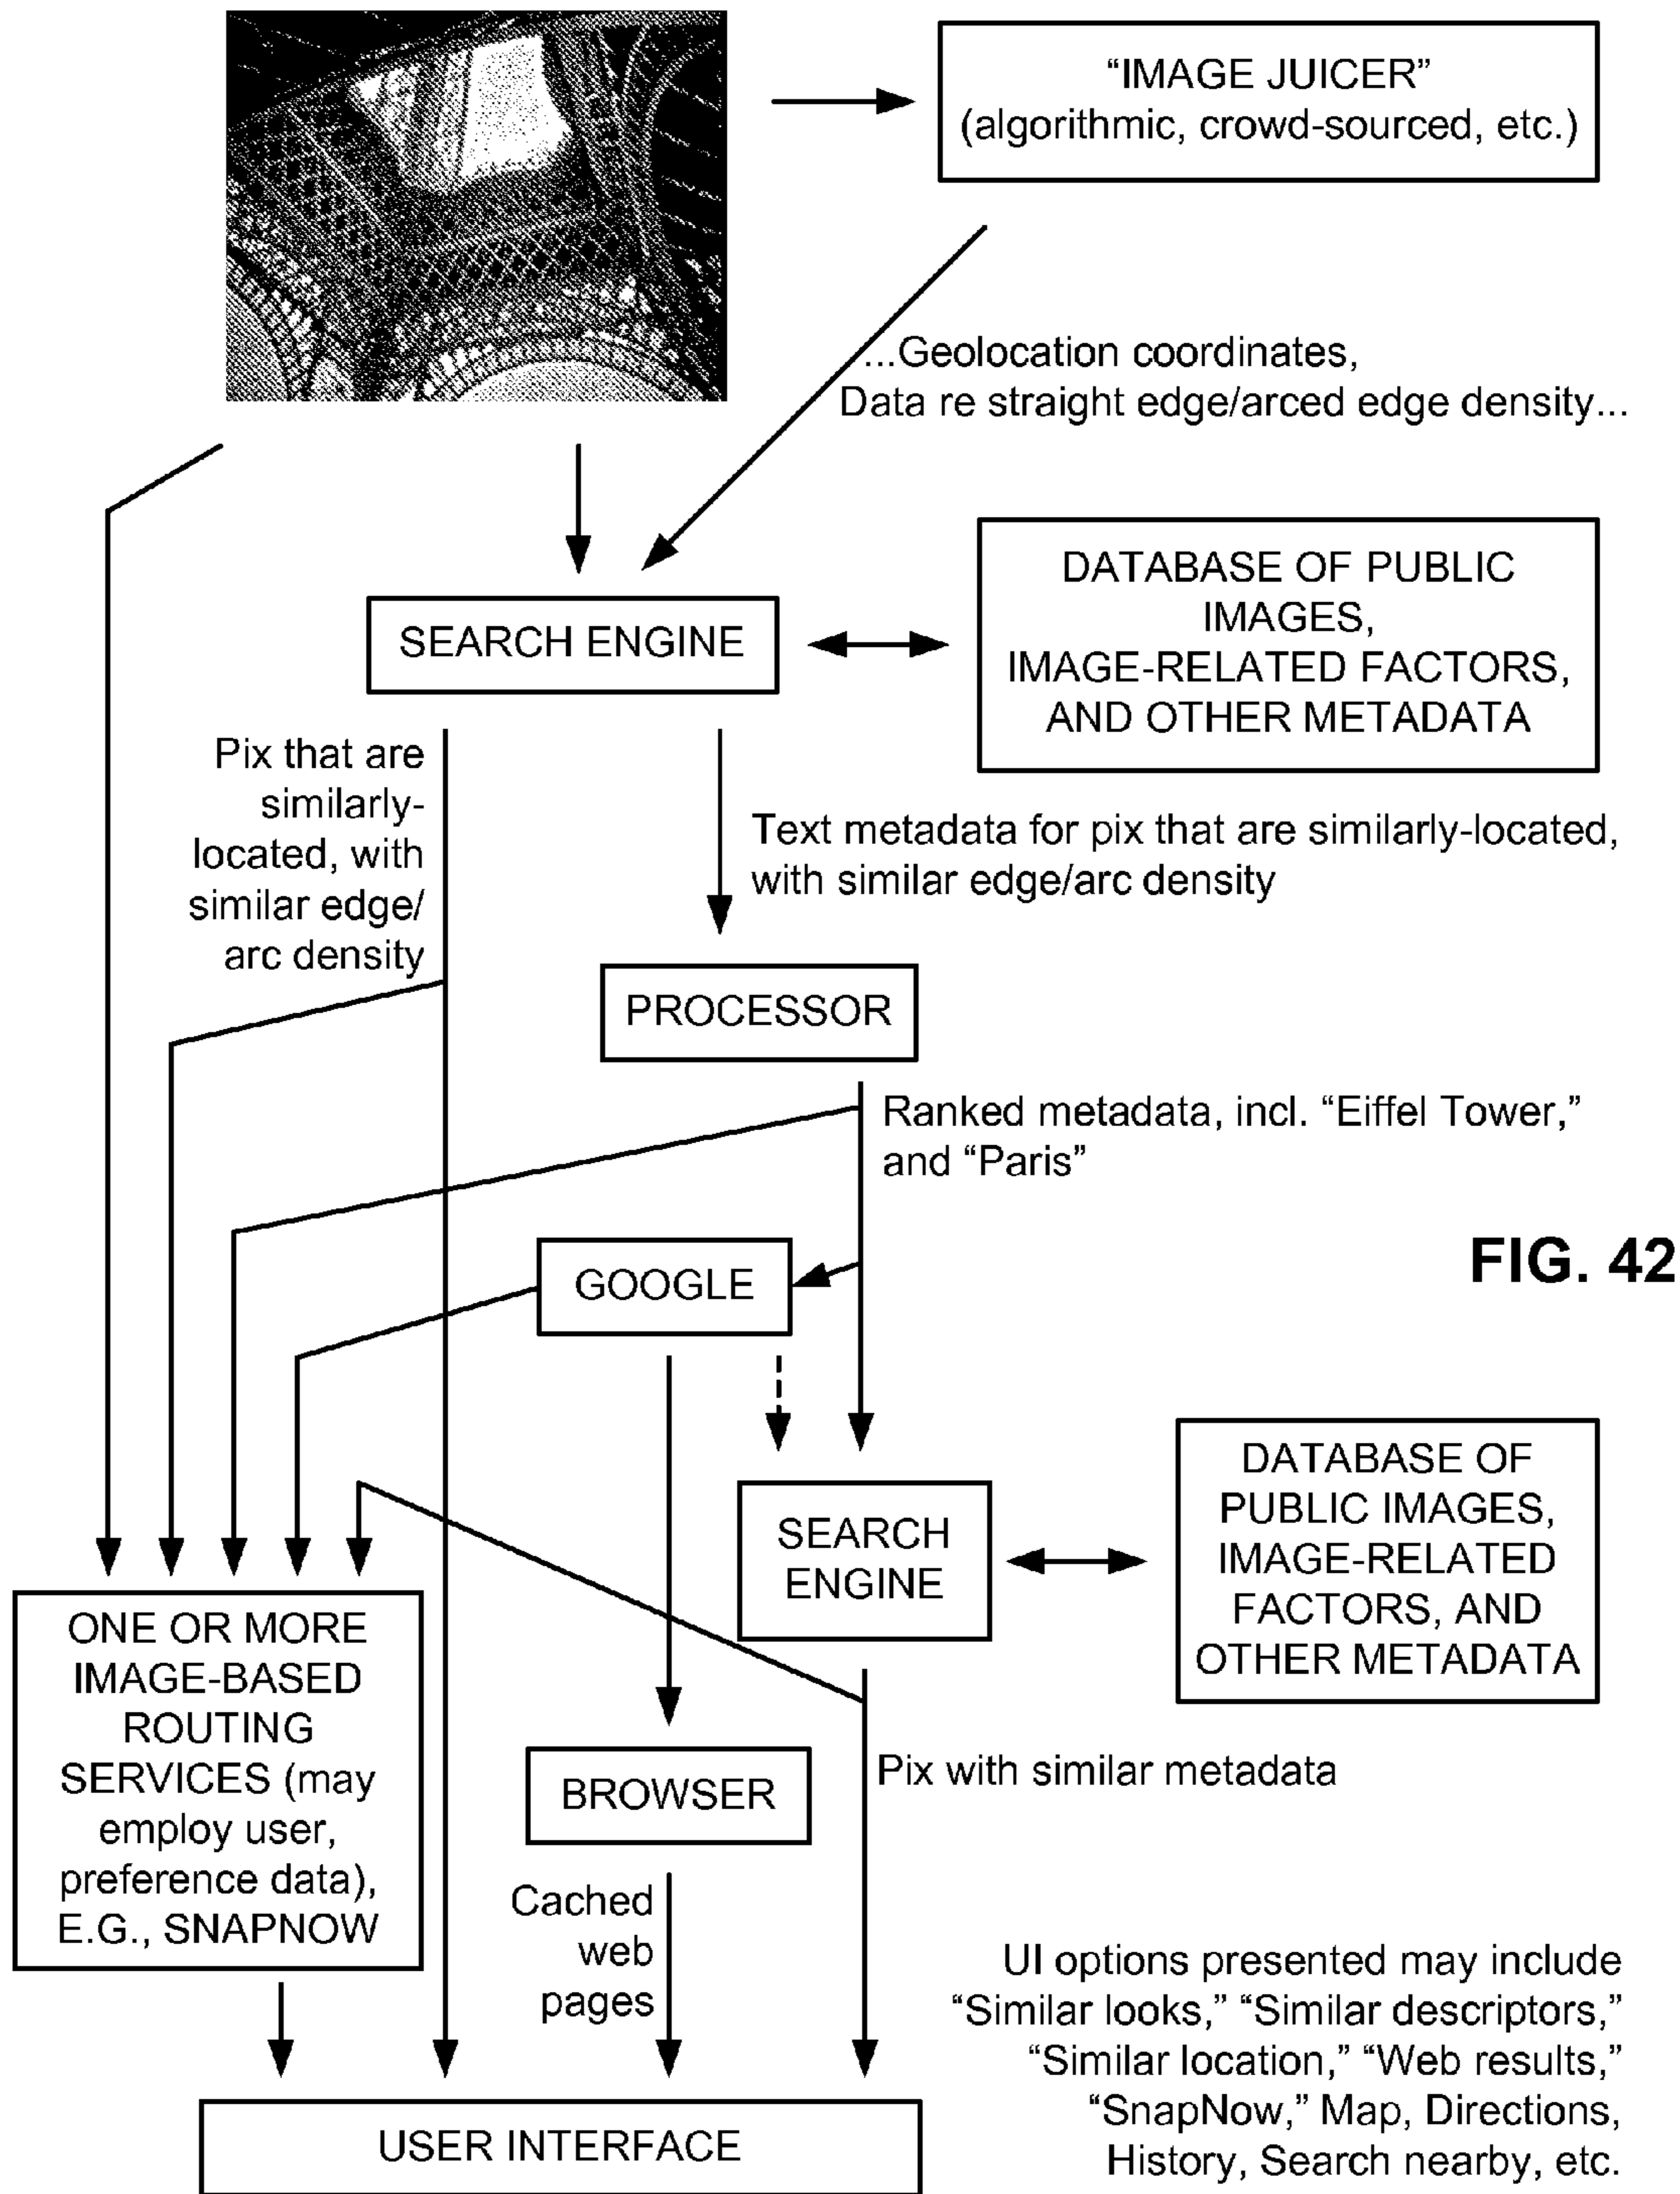 “IMAGE JUICER”
(algorithmic, crowd-sourced, etc.)
...Geolocation coordinates,
Data re straight edge/arced edge density...
SEARCH ENGINE
DATABASE OF PUBLIC
IMAGES,
IMAGE-RELATED FACTORS,
AND OTHER METADATA
Pix that are
similarly-
located, with
similar edge/
arc density
Text metadata for pix that are similarly-located,
with similar edge/arc density
PROCESSOR
Ranked metadata, incl. “Eiffel Tower,”
and “Paris”
FIG. 42
GOOGLE
SEARCH
ENGINE
DATABASE OF
PUBLIC IMAGES,
IMAGE-RELATED
FACTORS, AND
OTHER METADATA
ONE OR MORE
IMAGE-BASED
ROUTING
SERVICES (may
employ user,
preference data),
E.G., SNAPNOW
BROWSER
Pix with similar metadata
Cached
web
pages
UI options presented may include
“Similar looks,” “Similar descriptors,”
“Similar location,” “Web results,”
“SnapNow,” Map, Directions,
History, Search nearby, etc.
USER INTERFACE